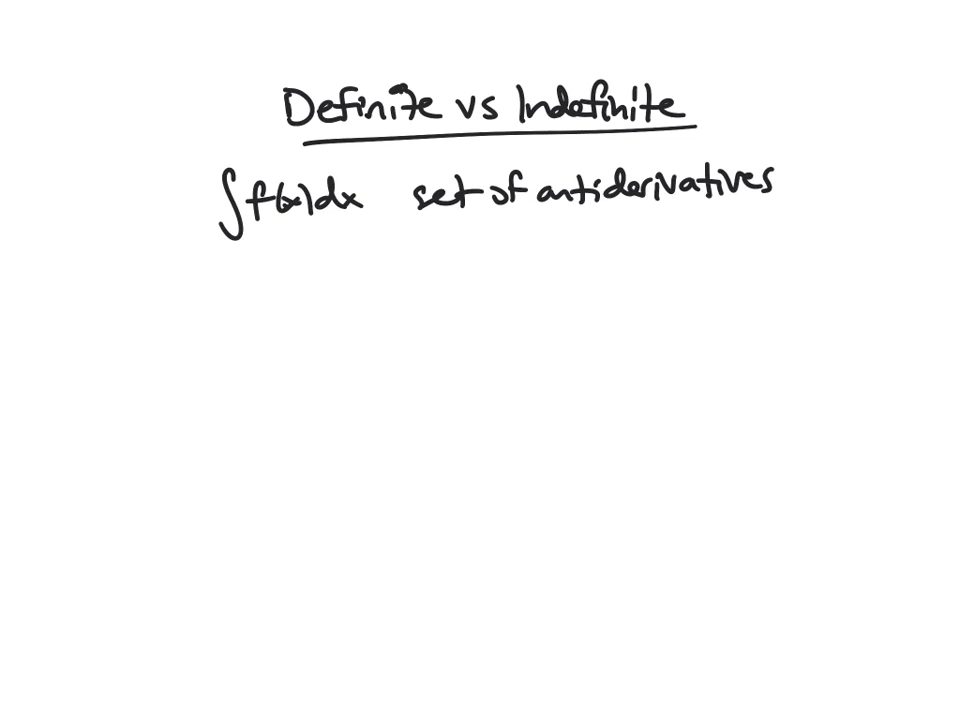 Definite vs Indefinite
∫f(x)dx set of antiderivatives